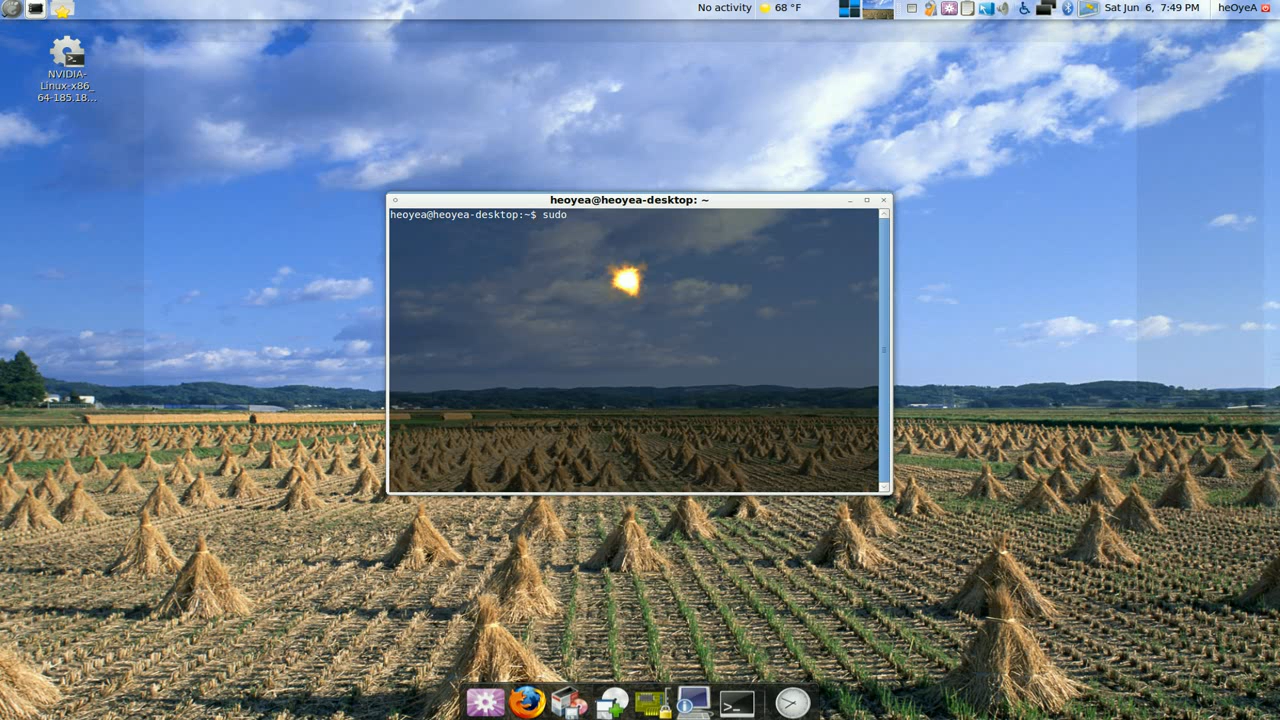 No activity
68 °F
Sat Jun 6, 7:49 PM
heOyeA
NVIDIA-
Linux-x86_
64-185.18...
heoyea@heoyea-desktop: ~
heoyea@heoyea-desktop:~$ sudo